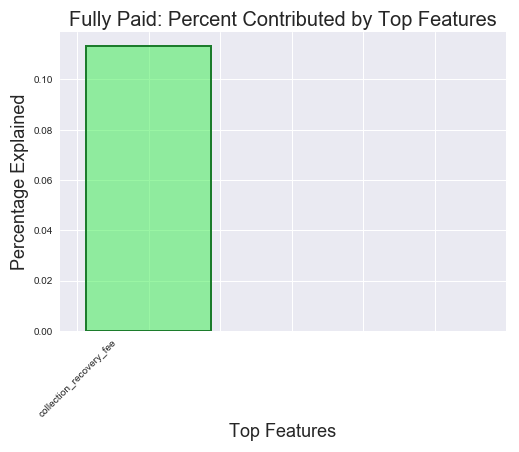 Fully Paid: Percent Contributed by Top Features
Percentage Explained
0.10
0.08
0.06
0.04
0.02
0.00
collection_recovery_fee
Top Features